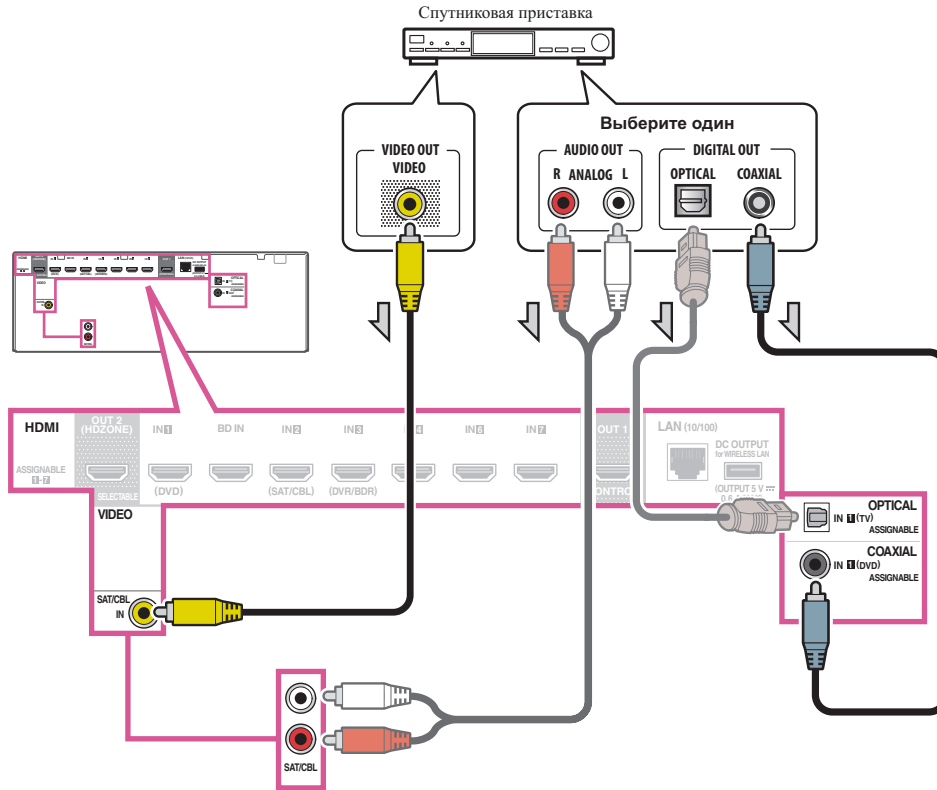 Спутниковая приставка
Выберите один
VIDEO OUT
VIDEO
AUDIO OUT
R ANALOG L
DIGITAL OUT
OPTICAL COAXIAL
HDMI
ASSIGNABLE
1-7
OUT 2
(HDZONE)
SELECTABLE
IN 1
(DVD)
BD IN
IN 2
(SAT/CBL)
IN 3
(DVR/BDR)
IN 6
IN 7
OUT 1
LAN (10/100)
DC OUTPUT
for WIRELESS LAN
(OUTPUT 5 V
VIDEO
SAT/CBL
IN
OPTICAL
IN 1 (TV)
ASSIGNABLE
COAXIAL
IN 1 (DVD)
ASSIGNABLE
SAT/CBL